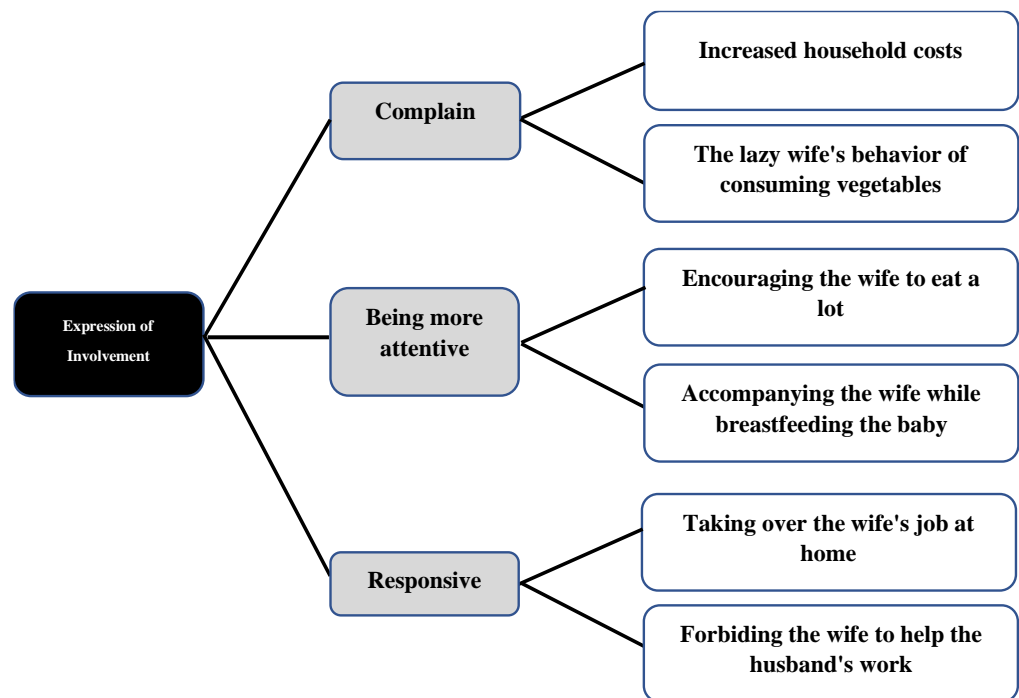 Increased household costs
Complain
The lazy wife's behavior of
consuming vegetables
Encouraging the wife to eat a
lot
Expression of
Involvement
Being more
attentive
Accompanying the wife while
breastfeeding the baby
Taking over the wife's job at
home
Responsive
Forbiding the wife to help the
husband's work